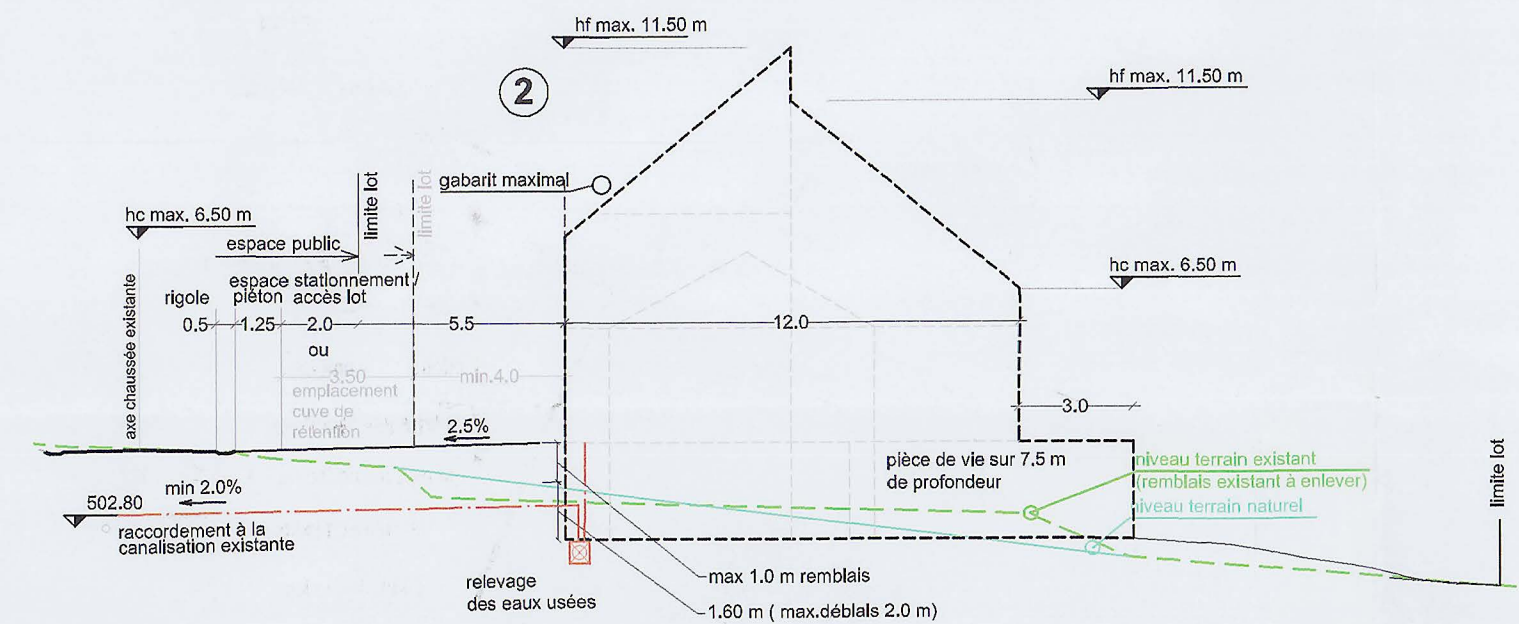 hf max. 11.50 m
2
hf max. 11.50 m
gabarit maximal
limite lot
limite lot
hc max. 6.50 m
espace public
hc max. 6.50 m
espace stationnement /
rigole piéton accès lot
0.5 1.25 2.0 5.5 12.0
ou
3.50 min.4.0
emplacement
cuve de
rétention
axe chaussée existante
3.0
2.5%
pièce de vie sur 7.5 m
de profondeur
niveau terrain existant
(remblais existant à enlever)
iveau terrain naturel
limite lot
min 2.0%
502.80
raccordement à la
canalisation existante
relevage
des eaux usées
max 1.0 m remblais
1.60 m ( max.déblais 2.0 m)